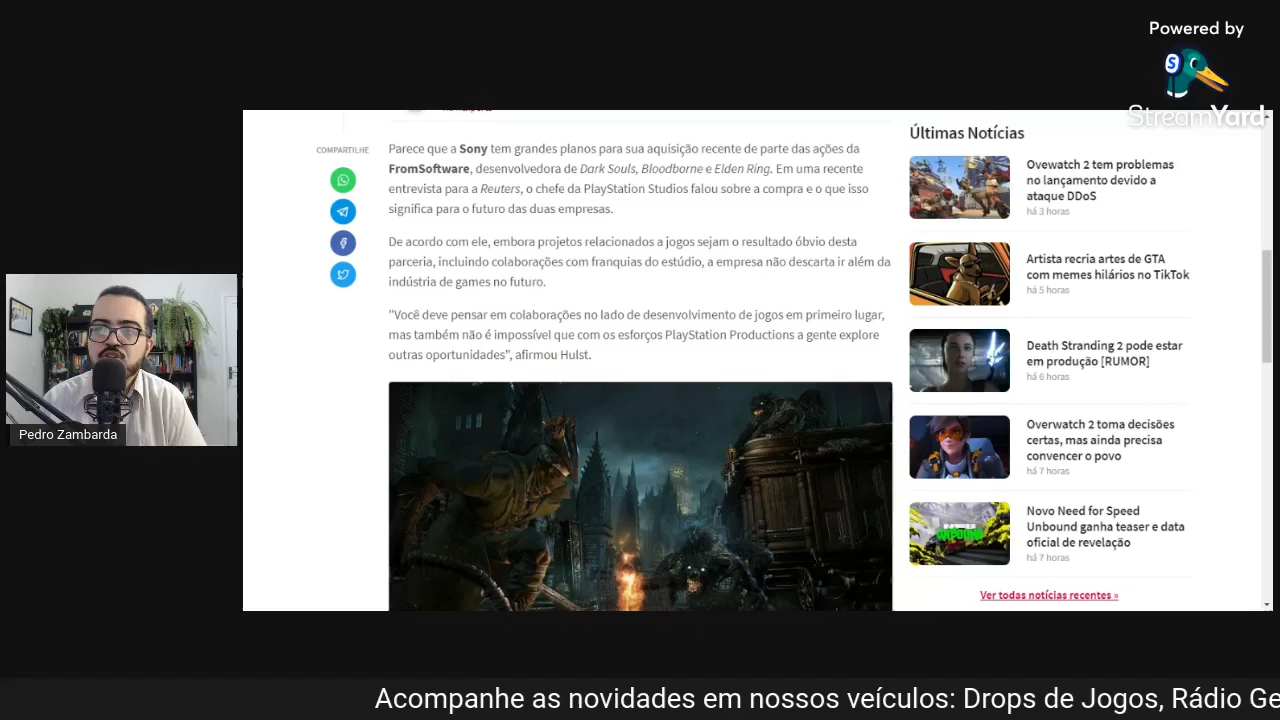 Powered by
StreamYard
COMPARTILHE
Parece que a Sony tem grandes planos para sua aquisição recente de parte das ações da
FromSoftware, desenvolvedora de Dark Souls, Bloodborne e Elden Ring. Em uma recente
entrevista para a Reuters, o chefe da PlayStation Studios falou sobre a compra e o que isso
significa para o futuro das duas empresas.
De acordo com ele, embora projetos relacionados a jogos sejam o resultado óbvio desta
parceria, incluindo colaborações com franquias do estúdio, a empresa não descarta ir além da
indústria de games no futuro.
"Você deve pensar em colaborações no lado de desenvolvimento de jogos em primeiro lugar,
mas também não é impossível que com os esforços PlayStation Productions a gente explore
outras oportunidades", afirmou Hulst.
Últimas Notícias
Ovewatch 2 tem problemas
no lançamento devido a
ataque DDoS
há 3 horas
Artista recria artes de GTA
com memes hilários no TikTok
há 5 horas
Death Stranding 2 pode estar
em produção [RUMOR]
há 6 horas
Overwatch 2 toma decisões
certas, mas ainda precisa
convencer o povo
há 7 horas
Novo Need for Speed
Unbound ganha teaser e data
oficial de revelação
há 7 horas
Ver todas notícias recentes »
Pedro Zambarda
Acompanhe as novidades em nossos veículos: Drops de Jogos, Rádio Ge